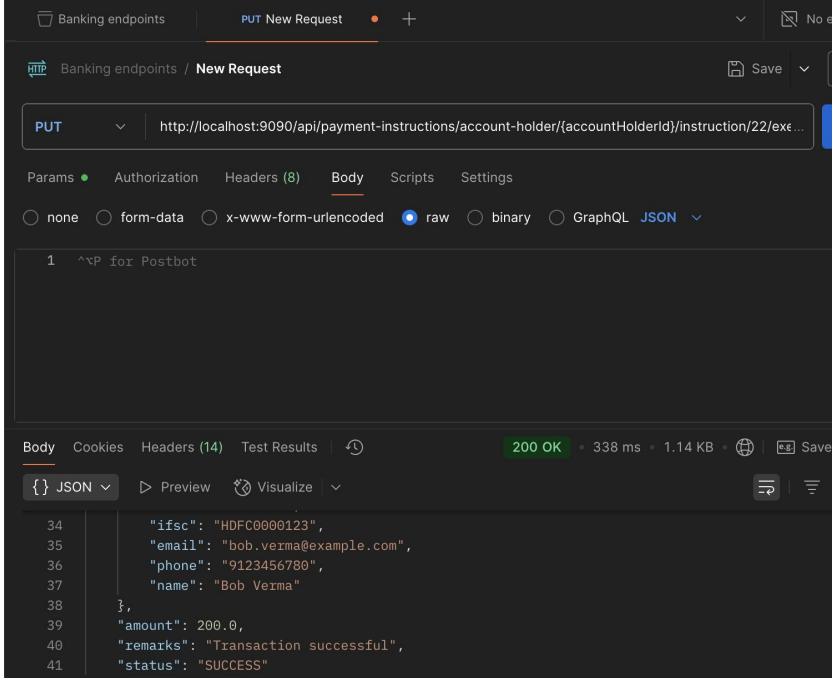 Banking endpoints PUT New Request No e
HTTP Banking endpoints / New Request Save
PUT http://localhost:9090/api/payment-instructions/account-holder/{accountHolderId}/instruction/22/exe...
Params Authorization Headers (8) Body Scripts Settings
none form-data x-www-form-urlencoded raw binary GraphQL JSON
1 ^⌥P for Postbot
Body Cookies Headers (14) Test Results 200 OK 338 ms 1.14 KB e.g. Save
{} JSON Preview Visualize
34 "ifsc": "HDFC0000123",
35 "email": "bob.verma@example.com",
36 "phone": "9123456780",
37 "name": "Bob Verma"
38 },
39 "amount": 200.0,
40 "remarks": "Transaction successful",
41 "status": "SUCCESS"